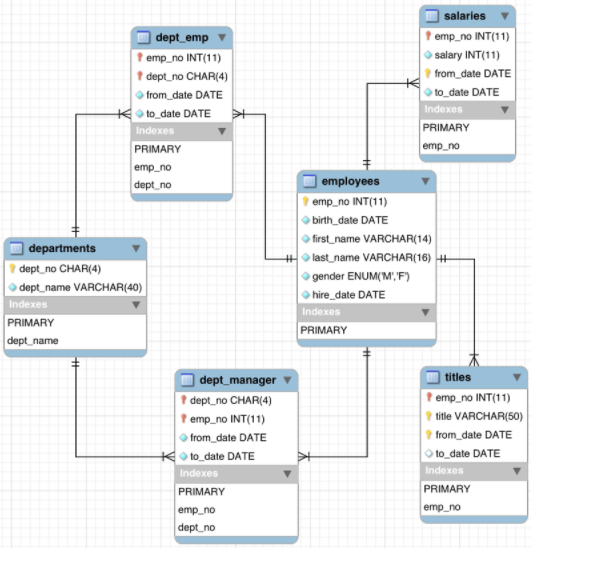 dept_emp
emp_no INT(11)
dept_no CHAR(4)
from_date DATE
to_date DATE
Indexes
PRIMARY
emp_no
dept_no
salaries
emp_no INT(11)
salary INT(11)
from_date DATE
to_date DATE
Indexes
PRIMARY
emp_no
employees
emp_no INT(11)
birth_date DATE
first_name VARCHAR(14)
last_name VARCHAR(16)
gender ENUM('M','F')
hire_date DATE
Indexes
PRIMARY
departments
dept_no CHAR(4)
dept_name VARCHAR(40)
Indexes
PRIMARY
dept_name
dept_manager
dept_no CHAR(4)
emp_no INT(11)
from_date DATE
to_date DATE
Indexes
PRIMARY
emp_no
dept_no
titles
emp_no INT(11)
title VARCHAR(50)
from_date DATE
to_date DATE
Indexes
PRIMARY
emp_no